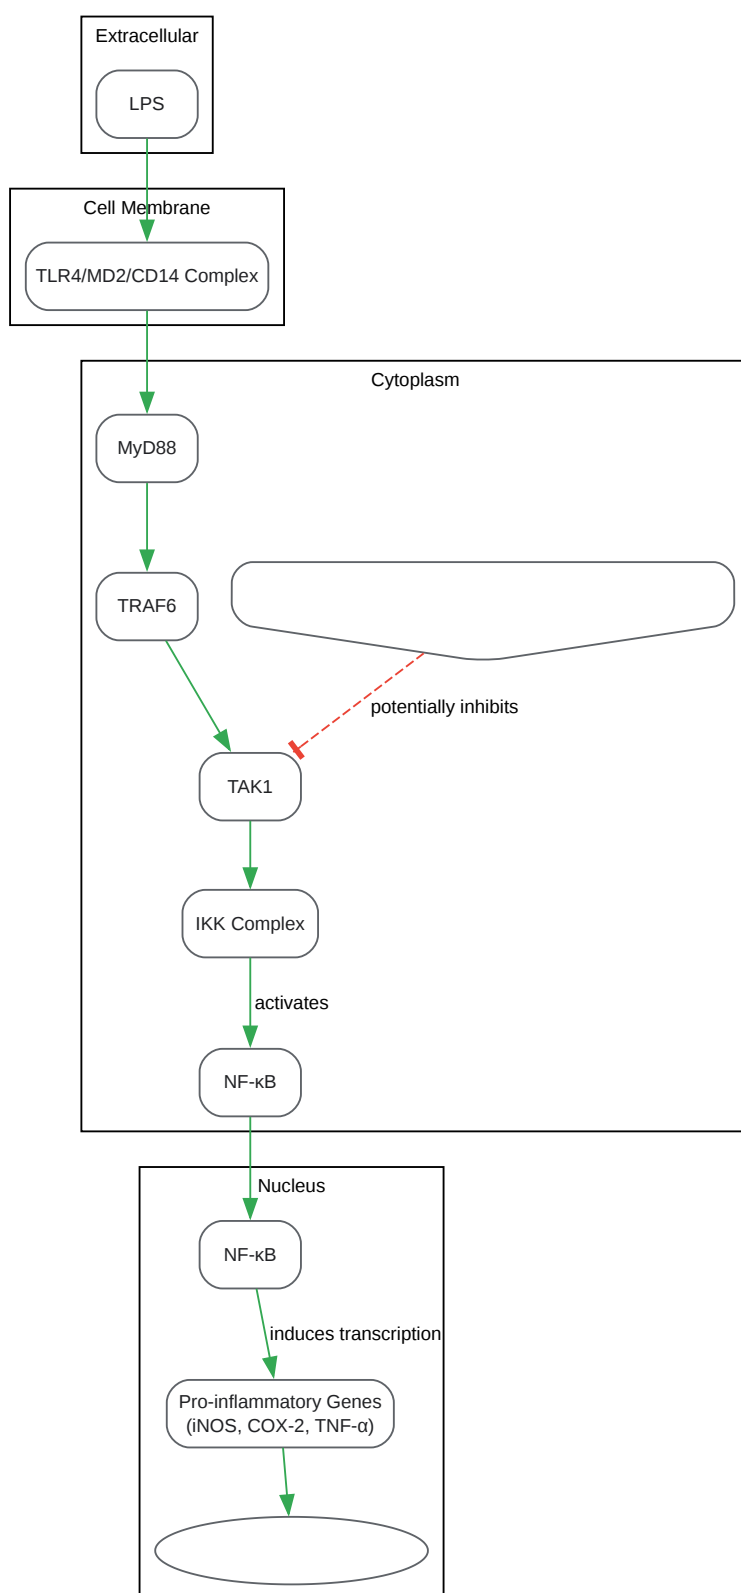 Extracellular
LPS
Cell Membrane
TLR4/MD2/CD14 Complex
Cytoplasm
MyD88
TRAF6
potentially inhibits
TAK1
IKK Complex
activates
NF-κB
Nucleus
NF-κB
induces transcription
Pro-inflammatory Genes
(iNOS, COX-2, TNF-α)